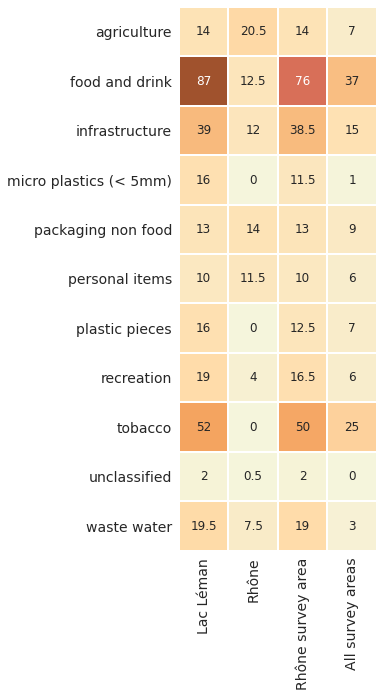 agriculture 14 20.5 14 7
food and drink 87 12.5 76 37
infrastructure 39 12 38.5 15
micro plastics (< 5mm) 16 0 11.5 1
packaging non food 13 14 13 9
personal items 10 11.5 10 6
plastic pieces 16 0 12.5 7
recreation 19 4 16.5 6
tobacco 52 0 50 25
unclassified 2 0.5 2 0
waste water 19.5 7.5 19 3
Lac Léman
Rhône
Rhône survey area
All survey areas